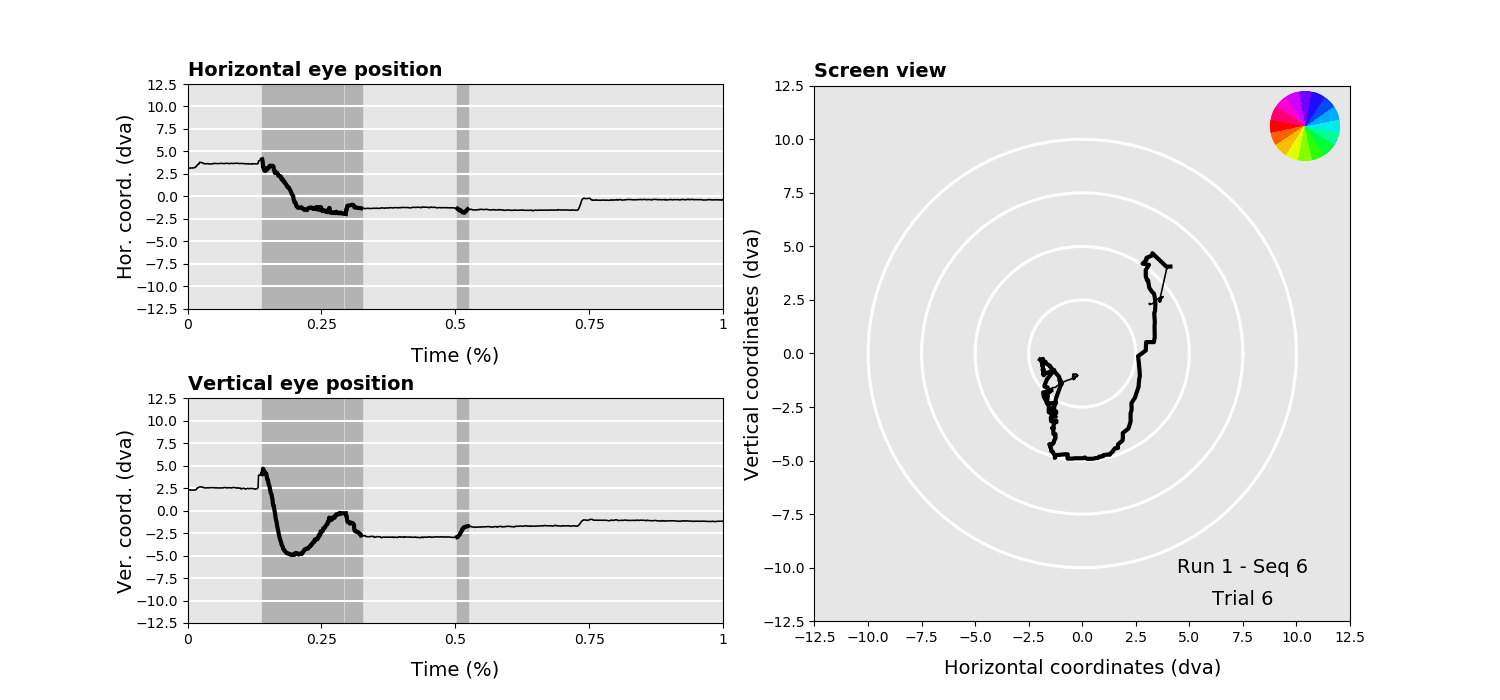 Horizontal eye position
Hor. coord. (dva)
12.5
10.0
7.5
5.0
2.5
0.0
−2.5
−5.0
−7.5
−10.0
−12.5
0 0.25 0.5 0.75 1
Time (%)
Vertical eye position
Ver. coord. (dva)
12.5
10.0
7.5
5.0
2.5
0.0
−2.5
−5.0
−7.5
−10.0
−12.5
0 0.25 0.5 0.75 1
Time (%)
Screen view
Vertical coordinates (dva)
12.5
10.0
7.5
5.0
2.5
0.0
−2.5
−5.0
−7.5
−10.0
−12.5
Run 1 - Seq 6
Trial 6
−12.5 −10.0 −7.5 −5.0 −2.5 0.0 2.5 5.0 7.5 10.0 12.5
Horizontal coordinates (dva)